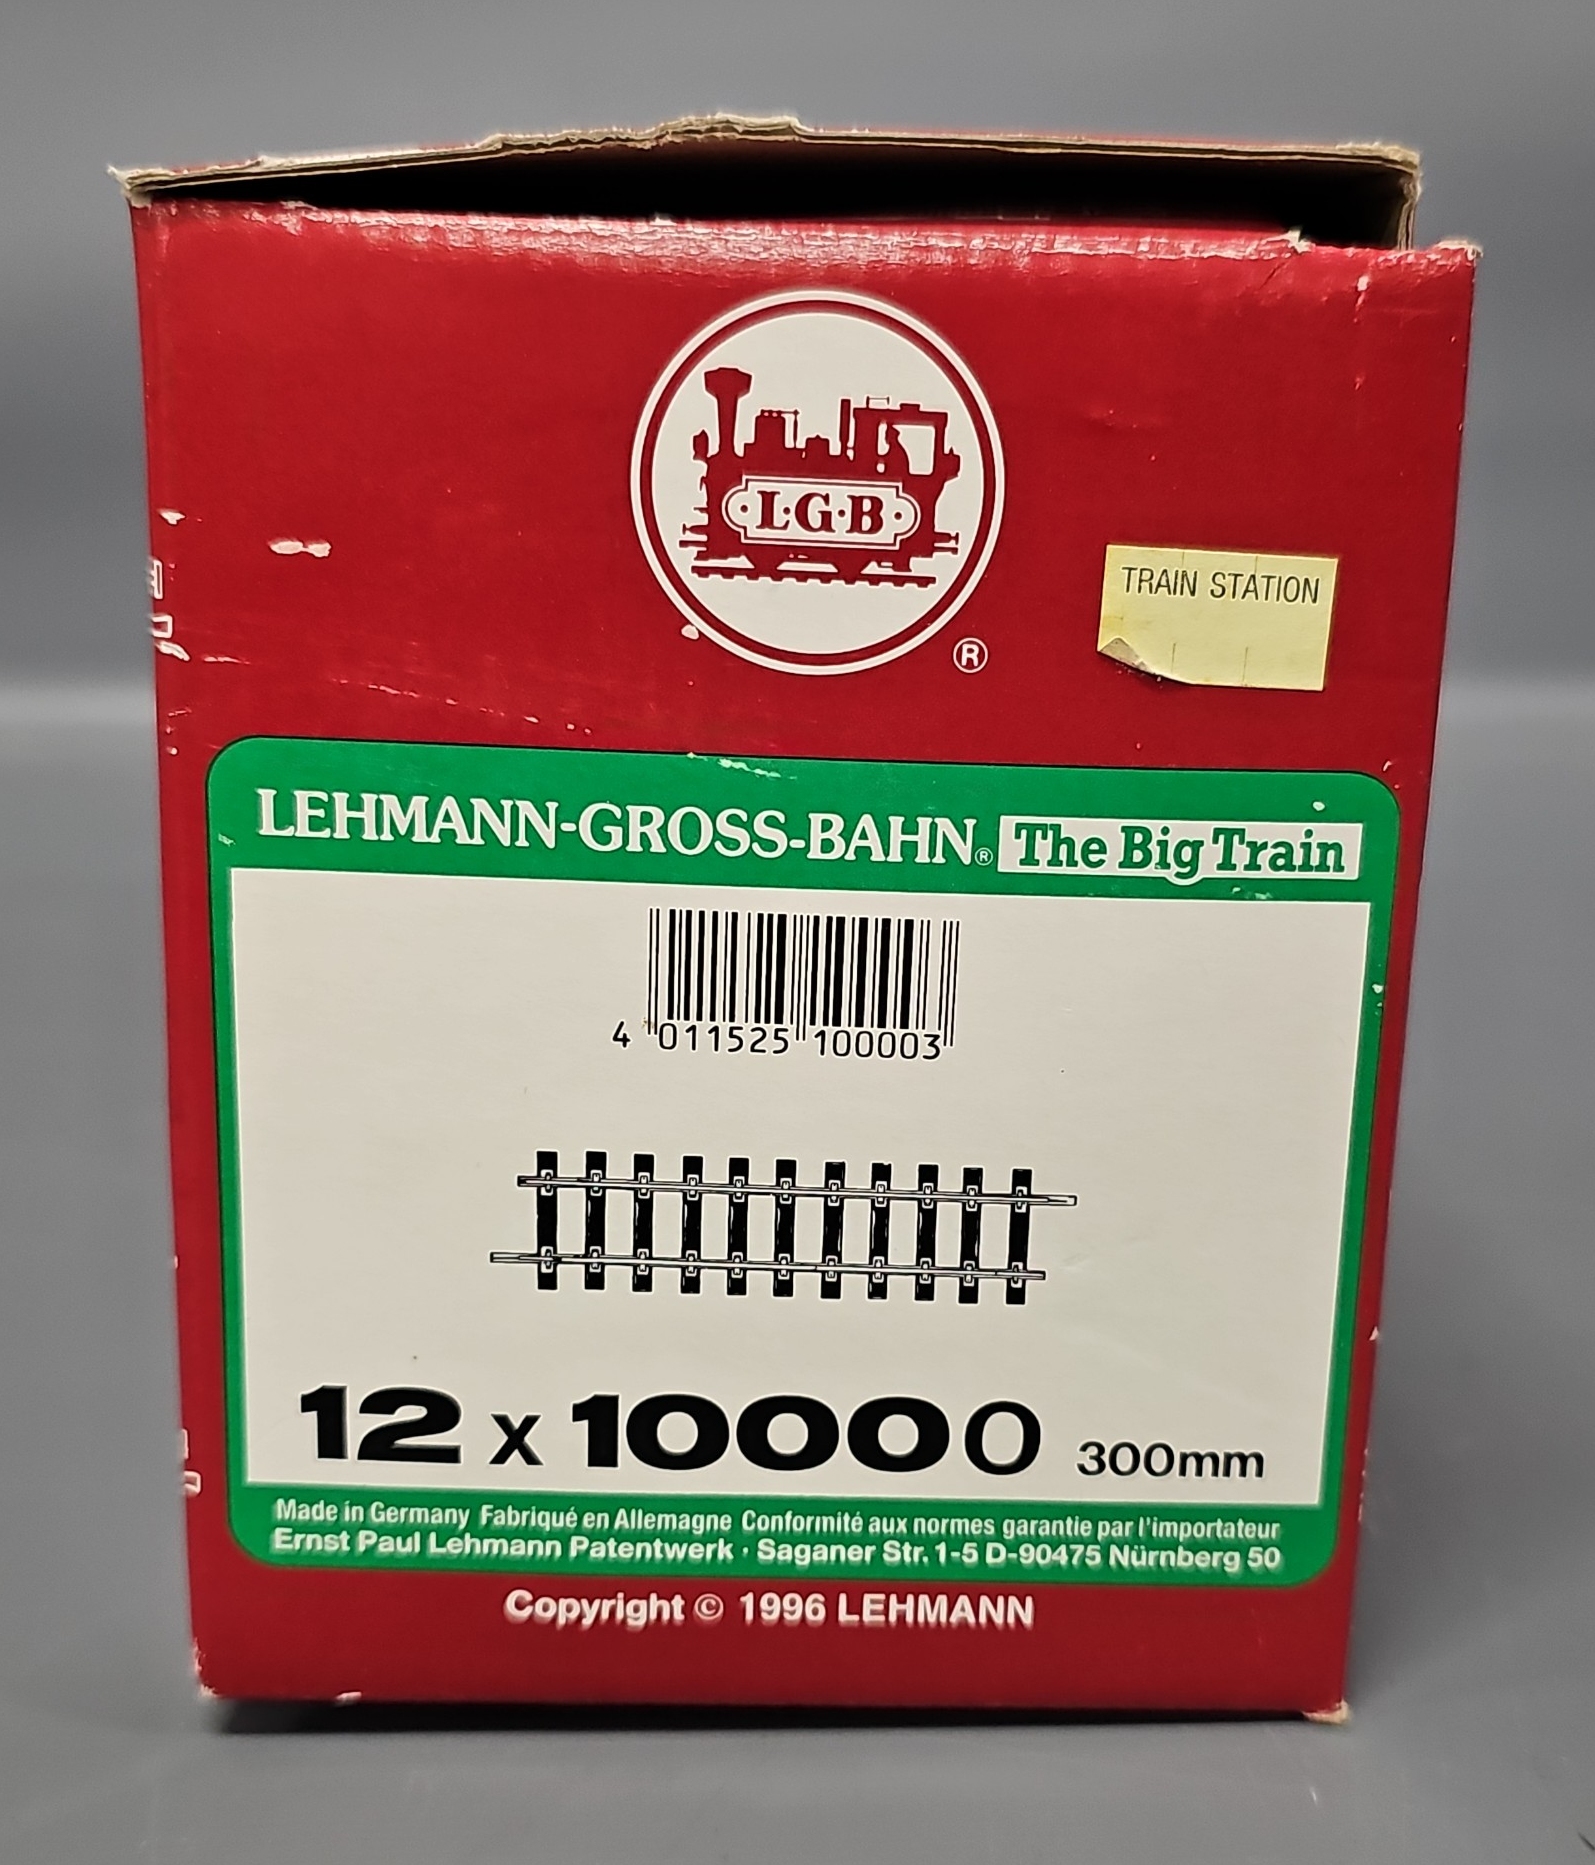 L·G·B
®
TRAIN STATION
LEHMANN-GROSS-BAHN® The Big Train
4 011525 100003
12 x 10000 300mm
Made in Germany Fabriqué en Allemagne Conformité aux normes garantie par l'importateur
Ernst Paul Lehmann Patentwerk · Saganer Str. 1-5 D-90475 Nürnberg 50
Copyright © 1996 LEHMANN